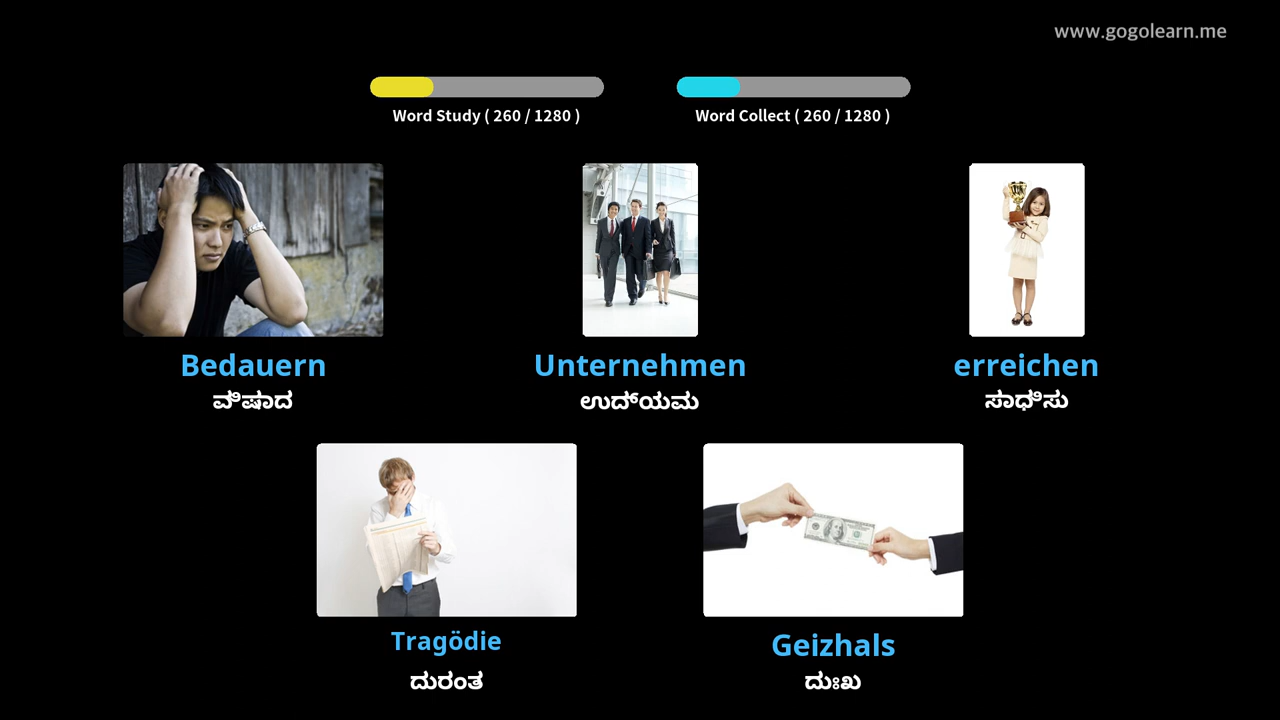 www.gogolearn.me
Word Study ( 260 / 1280 )
Word Collect ( 260 / 1280 )
Bedauern
ವಿಷಾದ
Unternehmen
ಉದ್ಯಮ
erreichen
ಸಾಧಿಸು
Tragödie
ದುರಂತ
Geizhals
ದುಃಖ